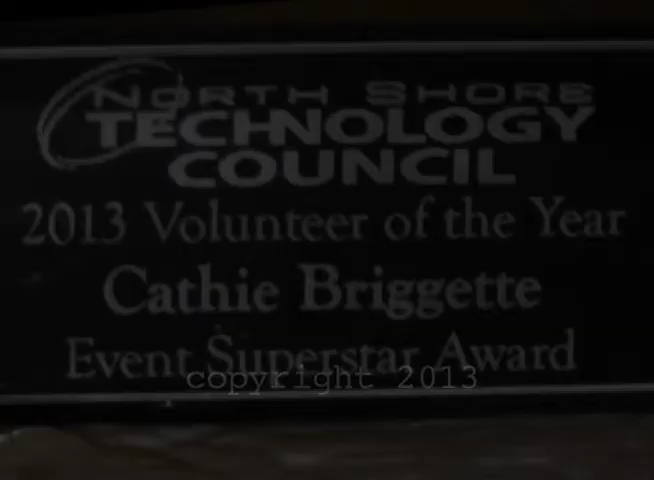 NORTH SHORE
TECHNOLOGY
COUNCIL
2013 Volunteer of the Year
Cathie Briggette
Event Superstar Award
copyright 2013